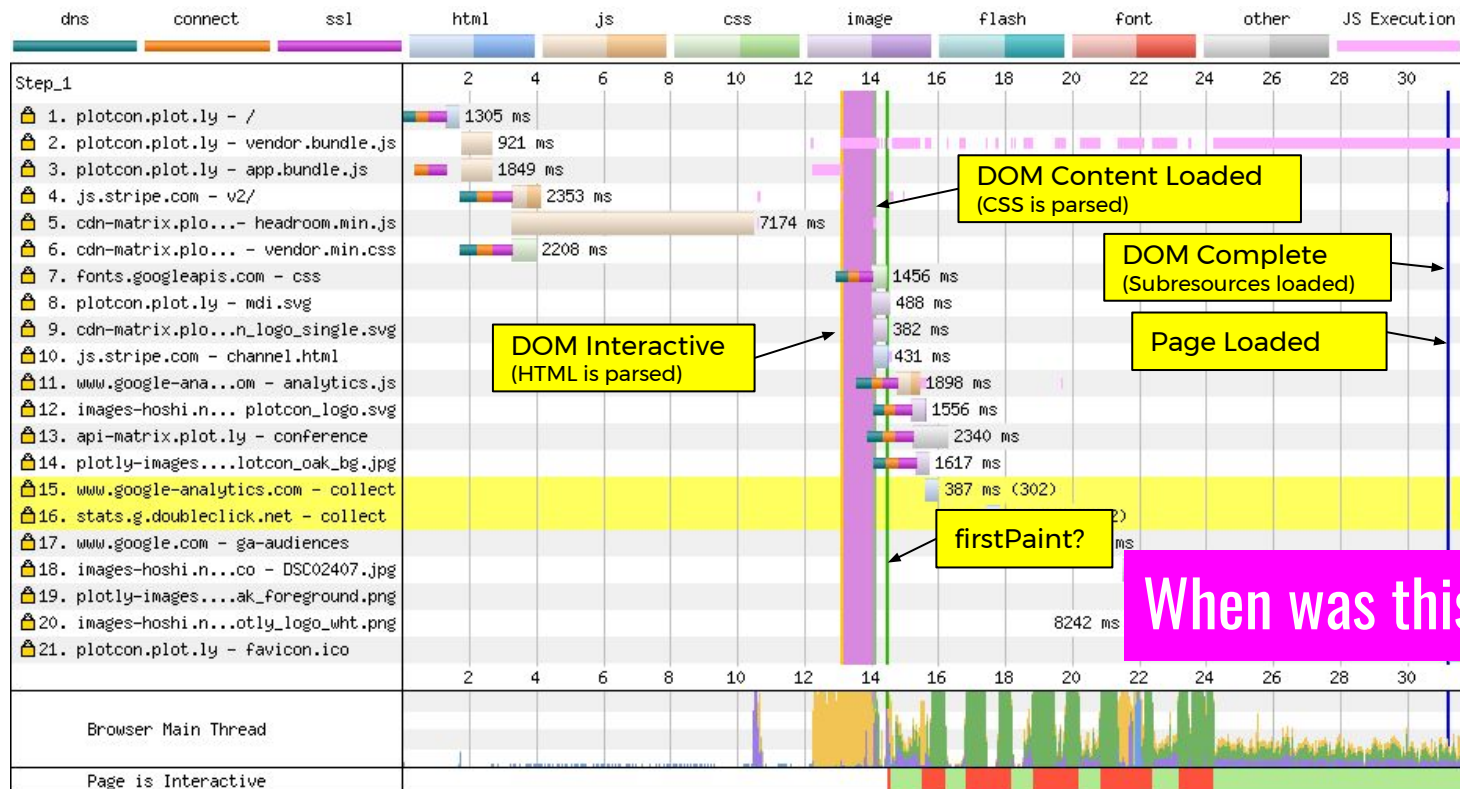 dns connect ssl html js css image flash font other JS Execution
Step_1 2 4 6 8 10 12 14 16 18 20 22 24 26 28 30
1. plotcon.plot.ly - / 1305 ms
2. plotcon.plot.ly - vendor.bundle.js 921 ms
3. plotcon.plot.ly - app.bundle.js 1849 ms
DOM Content Loaded
(CSS is parsed)
4. js.stripe.com - v2/ 2353 ms
5. cdn-matrix.plo...- headroom.min.js 7174 ms
6. cdn-matrix.plo... - vendor.min.css 2208 ms
DOM Complete
(Subresources loaded)
7. fonts.googleapis.com - css 1456 ms
8. plotcon.plot.ly - mdi.svg 488 ms
9. cdn-matrix.plo...n_logo_single.svg 382 ms
DOM Interactive
(HTML is parsed)
Page Loaded
10. js.stripe.com - channel.html 431 ms
11. www.google-ana...om - analytics.js 1898 ms
12. images-hoshi.n... plotcon_logo.svg 1556 ms
13. api-matrix.plot.ly - conference 2340 ms
14. plotly-images....lotcon_oak_bg.jpg 1617 ms
15. www.google-analytics.com - collect 387 ms (302)
16. stats.g.doubleclick.net - collect 2)
firstPaint?
17. www.google.com - ga-audiences ms
18. images-hoshi.n...co - DSC02407.jpg
19. plotly-images....ak_foreground.png
When was this
20. images-hoshi.n...otly_logo_wht.png 8242 ms
21. plotcon.plot.ly - favicon.ico
2 4 6 8 10 12 14 16 18 20 22 24 26 28 30
Browser Main Thread
Page is Interactive